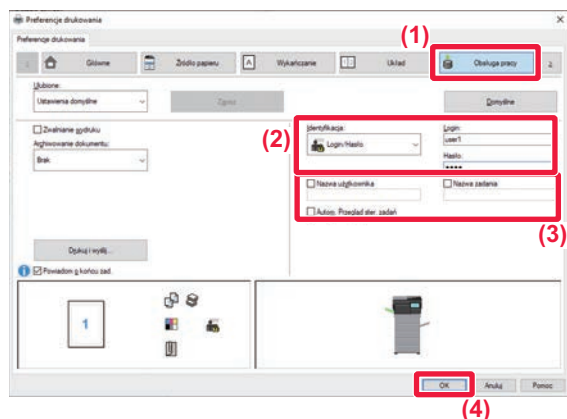 Preferencje drukowania
Preferencje drukowania
(1)
Główne
Źródło papieru
Wykańczanie
Układ
Obsługa pracy
Ulubione:
Ustawienia domyślne
Zapisz
Domyślne
Zwalnianie wydruku
Archiwowanie dokumentu:
Brak
(2)
Identyfikacja:
Login/Hasło
Login:
user1
Hasło:
••••
Nazwa użytkownika
Nazwa zadania
Autom. Przegląd ster. zadań
(3)
Drukuj i wyślij...
Powiadom o końcu zad.
1
OK
Anuluj
Pomoc
(4)